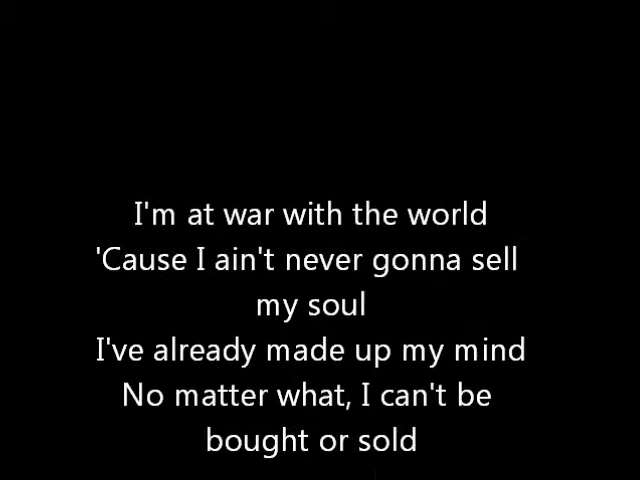 I'm at war with the world
'Cause I ain't never gonna sell
my soul
I've already made up my mind
No matter what, I can't be
bought or sold